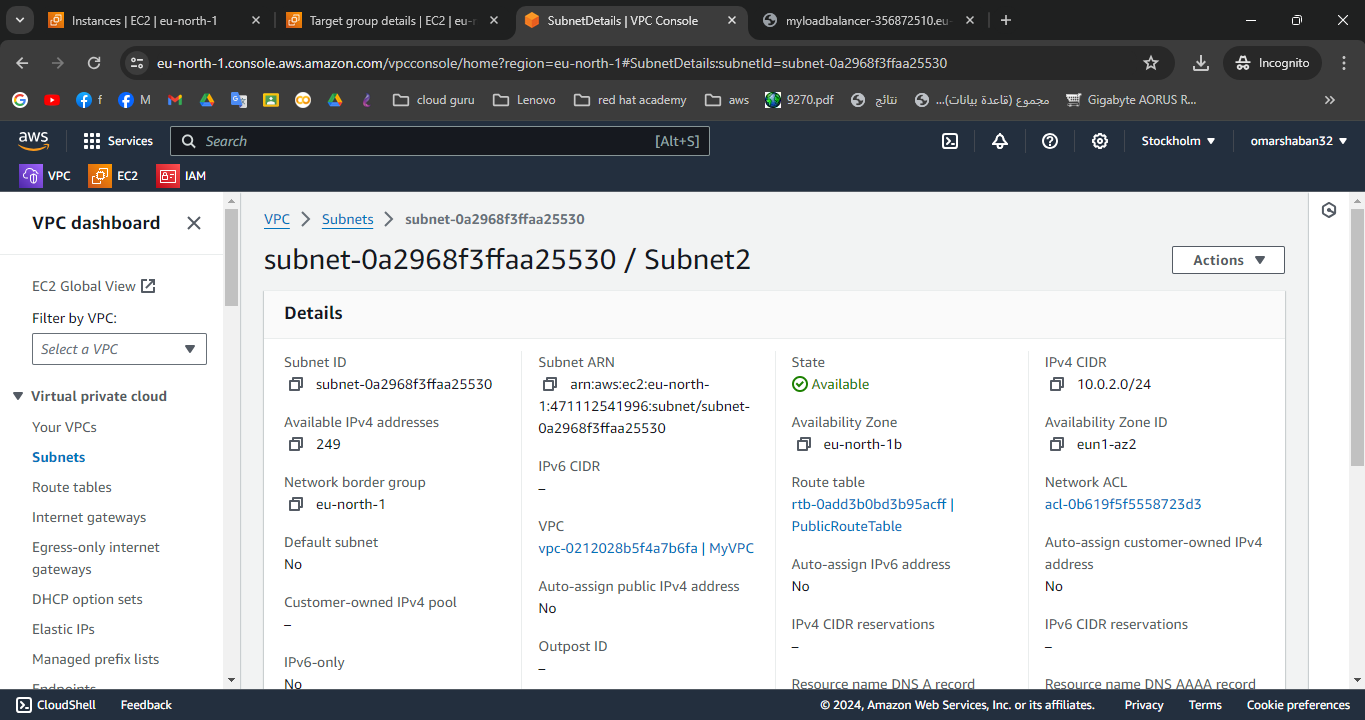 Instances | EC2 | eu-north-1
Target group details | EC2 | eu-n
SubnetDetails | VPC Console
myloadbalancer-356872510.eu-
eu-north-1.console.aws.amazon.com/vpcconsole/home?region=eu-north-1#SubnetDetails:subnetId=subnet-0a2968f3ffaa25530
Incognito
f
M
cloud guru
Lenovo
red hat academy
aws
9270.pdf
نتائج
مجموع (قاعدة بيانات)...
Gigabyte AORUS R...
aws
Services
Search
[Alt+S]
Stockholm
omarshaban32
VPC
EC2
IAM
VPC dashboard
EC2 Global View
Filter by VPC:
Select a VPC
Virtual private cloud
Your VPCs
Subnets
Route tables
Internet gateways
Egress-only internet
gateways
DHCP option sets
Elastic IPs
Managed prefix lists
Endpoints
VPC
Subnets
subnet-0a2968f3ffaa25530
subnet-0a2968f3ffaa25530 / Subnet2
Actions
Details
Subnet ID
subnet-0a2968f3ffaa25530
Available IPv4 addresses
249
Network border group
eu-north-1
Default subnet
No
Customer-owned IPv4 pool
–
IPv6-only
No
Subnet ARN
arn:aws:ec2:eu-north-
1:471112541996:subnet/subnet-
0a2968f3ffaa25530
IPv6 CIDR
–
VPC
vpc-0212028b5f4a7b6fa | MyVPC
Auto-assign public IPv4 address
No
Outpost ID
–
State
Available
Availability Zone
eu-north-1b
Route table
rtb-0add3b0bd3b95acff |
PublicRouteTable
Auto-assign IPv6 address
No
IPv4 CIDR reservations
–
Resource name DNS A record
IPv4 CIDR
10.0.2.0/24
Availability Zone ID
eun1-az2
Network ACL
acl-0b619f5f5558723d3
Auto-assign customer-owned IPv4
address
No
IPv6 CIDR reservations
–
Resource name DNS AAAA record
CloudShell
Feedback
© 2024, Amazon Web Services, Inc. or its affiliates.
Privacy
Terms
Cookie preferences